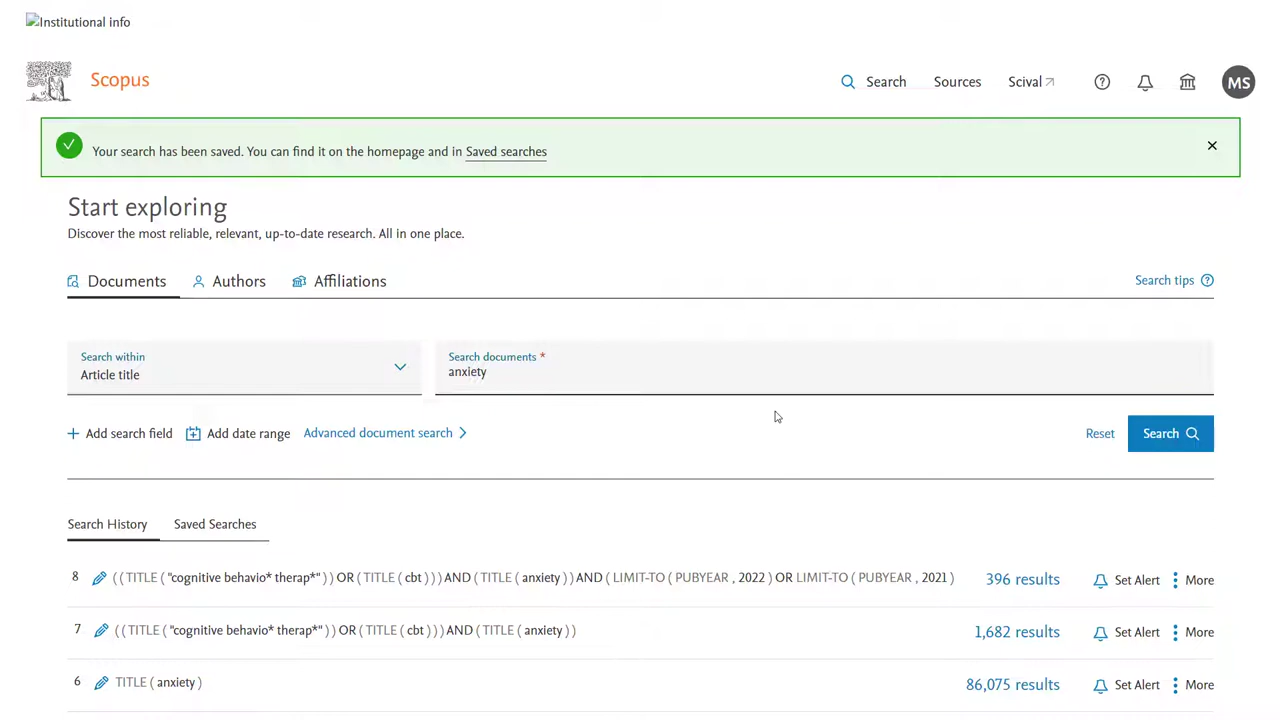 Institutional info
Scopus
Search Sources Scival MS
Your search has been saved. You can find it on the homepage and in Saved searches
Start exploring
Discover the most reliable, relevant, up-to-date research. All in one place.
Documents Authors Affiliations Search tips
Search within
Article title
Search documents *
anxiety
Add search field Add date range Advanced document search Reset Search
Search History Saved Searches
8 ( ( TITLE ( "cognitive behavio* therap*" ) ) OR ( TITLE ( cbt ) ) ) AND ( TITLE ( anxiety ) ) AND ( LIMIT-TO ( PUBYEAR , 2022 ) OR LIMIT-TO ( PUBYEAR , 2021 ) 396 results Set Alert More
7 ( ( TITLE ( "cognitive behavio* therap*" ) ) OR ( TITLE ( cbt ) ) ) AND ( TITLE ( anxiety ) ) 1,682 results Set Alert More
6 TITLE ( anxiety ) 86,075 results Set Alert More